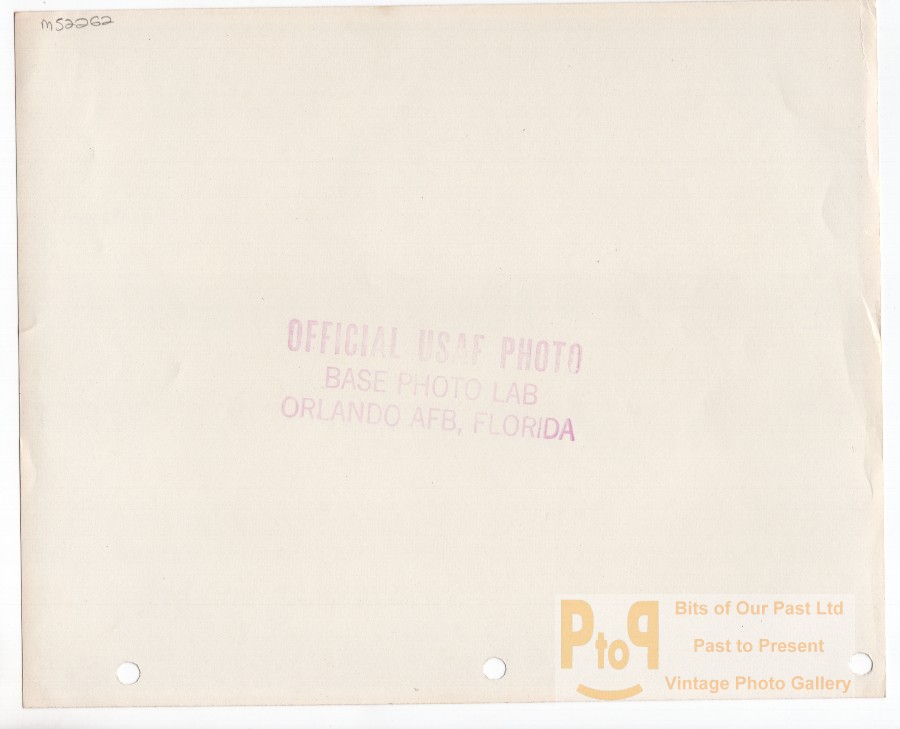 M52262
OFFICIAL USAF PHOTO
BASE PHOTO LAB
ORLANDO AFB, FLORIDA
PtoP
Bits of Our Past Ltd
Past to Present
Vintage Photo Gallery